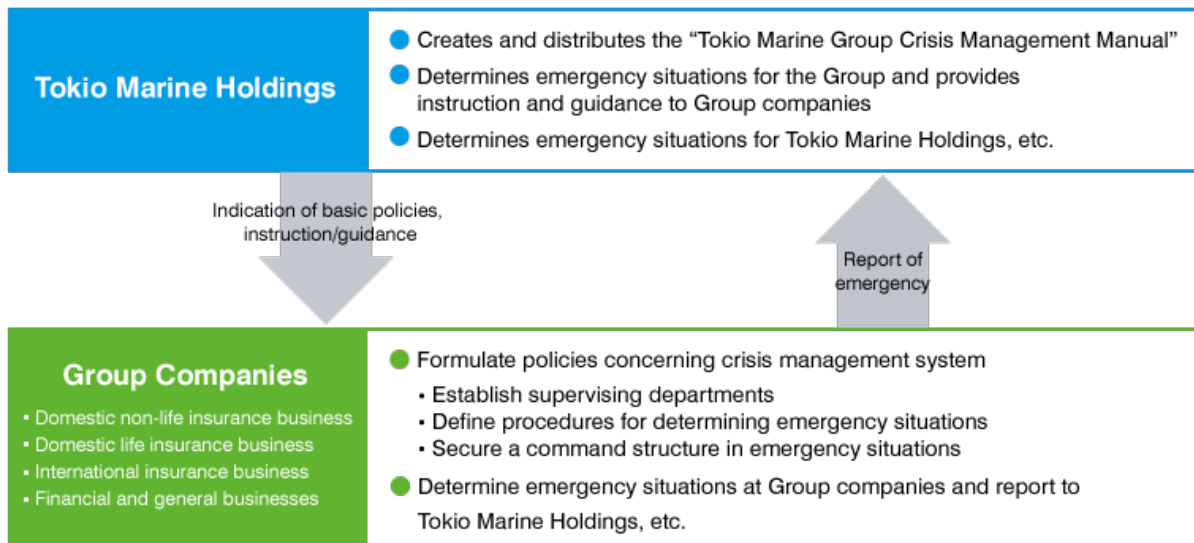 Tokio Marine Holdings
● Creates and distributes the “Tokio Marine Group Crisis Management Manual”
● Determines emergency situations for the Group and provides
instruction and guidance to Group companies
● Determines emergency situations for Tokio Marine Holdings, etc.
Indication of basic policies,
instruction/guidance
Report of
emergency
Group Companies
▪ Domestic non-life insurance business
▪ Domestic life insurance business
▪ International insurance business
▪ Financial and general businesses
● Formulate policies concerning crisis management system
▪ Establish supervising departments
▪ Define procedures for determining emergency situations
▪ Secure a command structure in emergency situations
● Determine emergency situations at Group companies and report to
Tokio Marine Holdings, etc.